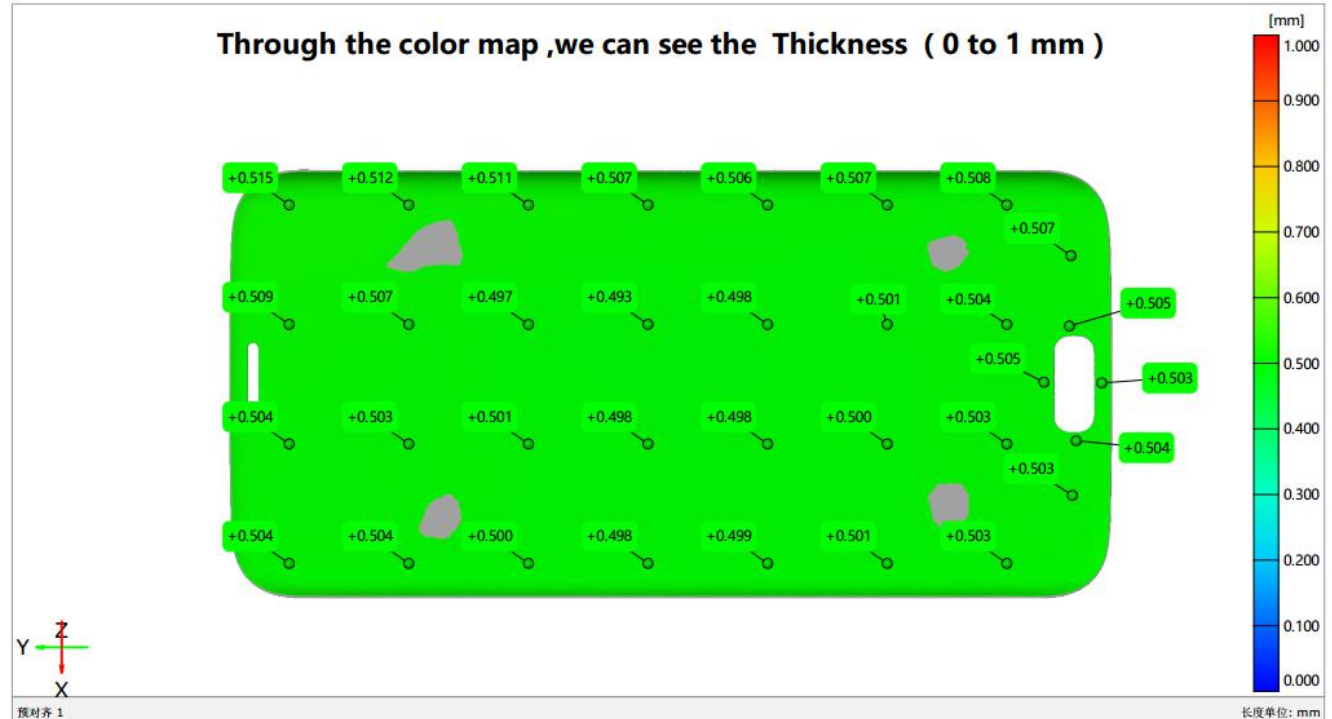 Through the color map ,we can see the Thickness ( 0 to 1 mm )
[mm]
1.000
0.900
0.800
0.700
0.600
0.500
0.400
0.300
0.200
0.100
0.000
+0.515 +0.512 +0.511 +0.507 +0.506 +0.507 +0.508
+0.507
+0.509 +0.507 +0.497 +0.493 +0.498 +0.501 +0.504 +0.505
+0.505 +0.503
+0.504 +0.503 +0.501 +0.498 +0.498 +0.500 +0.503
+0.504
+0.503
+0.504 +0.504 +0.500 +0.498 +0.499 +0.501 +0.503
Z
Y
X
预对齐 1 长度单位: mm